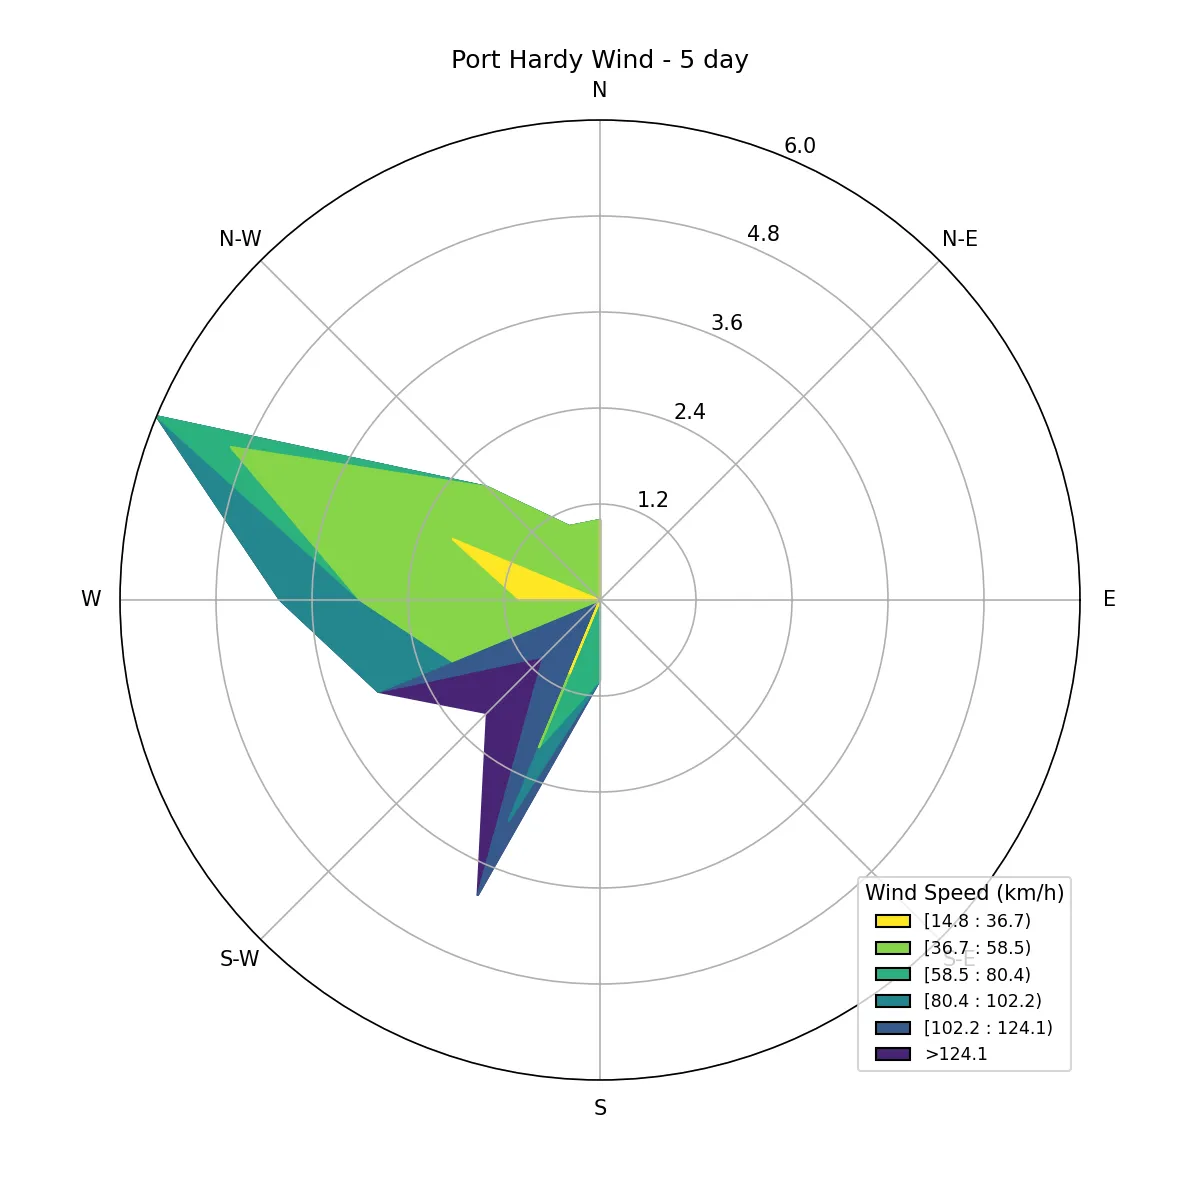 Port Hardy Wind - 5 day
N
6.0
4.8
N-W
N-E
3.6
2.4
1.2
W
E
Wind Speed (km/h)
[14.8 : 36.7)
[36.7 : 58.5)
S-W
S-E
[58.5 : 80.4)
[80.4 : 102.2)
[102.2 : 124.1)
>124.1
S